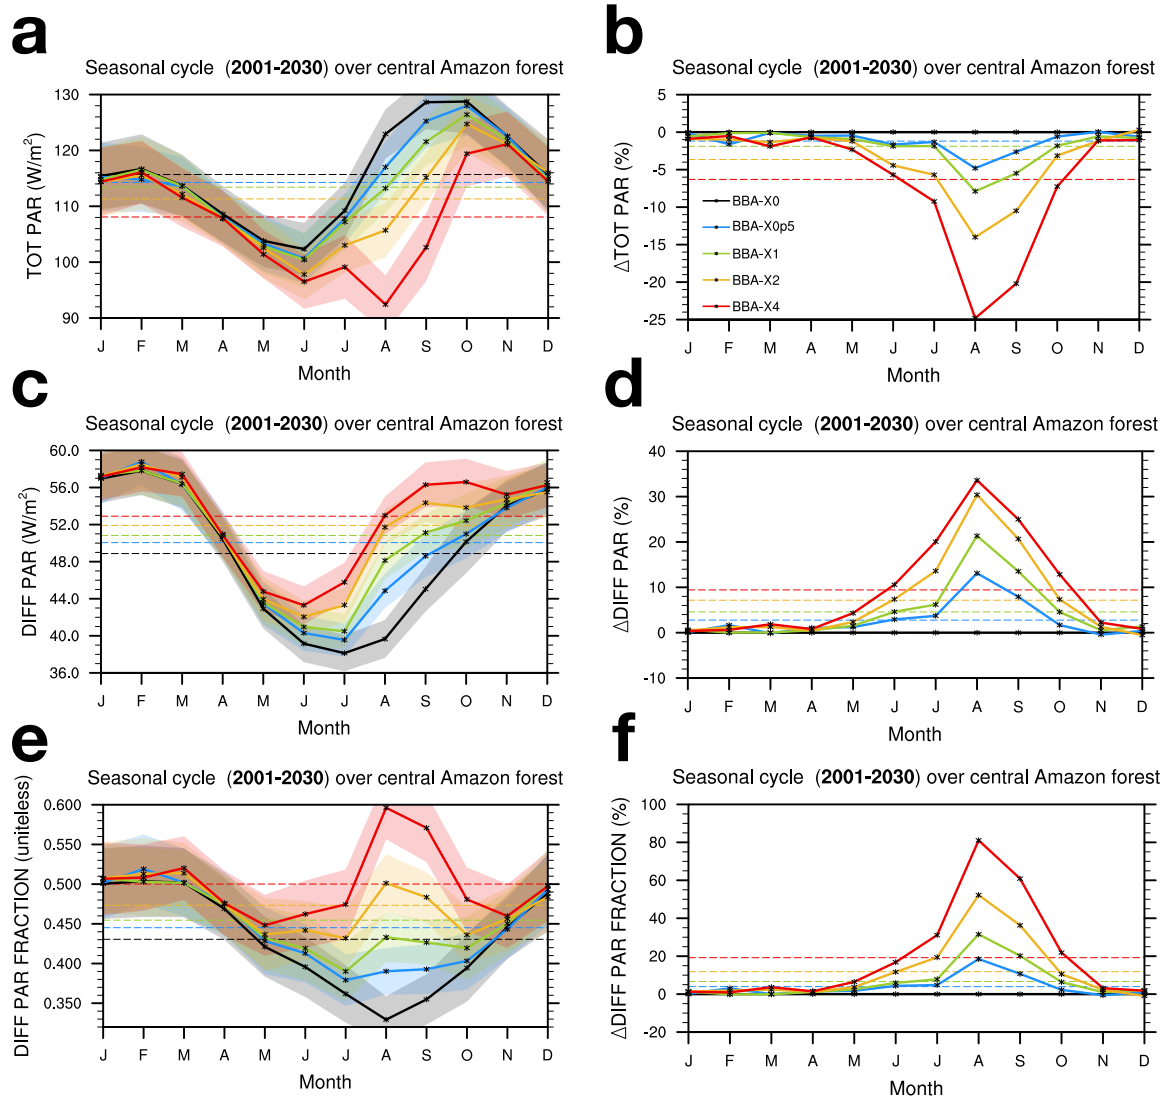 a
Seasonal cycle (2001-2030) over central Amazon forest
TOT PAR (W/m²)
130
120
110
100
90
J F M A M J J A S O N D
Month
b
Seasonal cycle (2001-2030) over central Amazon forest
ΔTOT PAR (%)
5
0
-5
-10
-15
-20
-25
BBA-X0
BBA-X0p5
BBA-X1
BBA-X2
BBA-X4
J F M A M J J A S O N D
Month
c
Seasonal cycle (2001-2030) over central Amazon forest
DIFF PAR (W/m²)
60.0
56.0
52.0
48.0
44.0
40.0
36.0
J F M A M J J A S O N D
Month
d
Seasonal cycle (2001-2030) over central Amazon forest
ΔDIFF PAR (%)
40
30
20
10
0
-10
J F M A M J J A S O N D
Month
e
Seasonal cycle (2001-2030) over central Amazon forest
DIFF PAR FRACTION (uniteless)
0.600
0.550
0.500
0.450
0.400
0.350
J F M A M J J A S O N D
Month
f
Seasonal cycle (2001-2030) over central Amazon forest
ΔDIFF PAR FRACTION (%)
100
80
60
40
20
0
-20
J F M A M J J A S O N D
Month